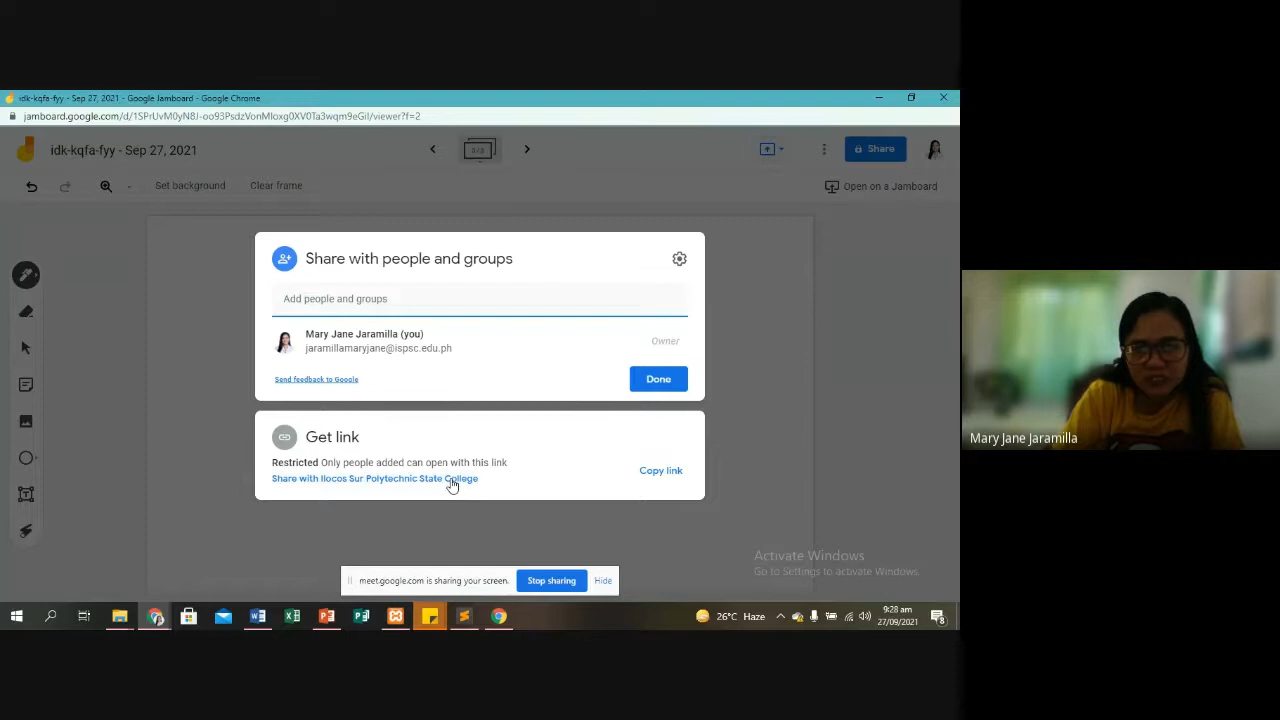 idk-kqfa-fyy - Sep 27, 2021 - Google Jamboard - Google Chrome
jamboard.google.com/d/1SPrUvM0yN8J-oo93PsdzVonMloxg0XV0Ta3wqm9eGiI/viewer?f=2
idk-kqfa-fyy - Sep 27, 2021
Share
Set background
Clear frame
Open on a Jamboard
Share with people and groups
Add people and groups
Mary Jane Jaramilla (you)
jaramillamaryjane@ispsc.edu.ph
Owner
Send feedback to Google
Done
Get link
Restricted Only people added can open with this link
Copy link
Share with Ilocos Sur Polytechnic State College
Mary Jane Jaramilla
Activate Windows
Go to Settings to activate Windows.
meet.google.com is sharing your screen.
Stop sharing
Hide
26°C Haze
9:28 am
27/09/2021
8